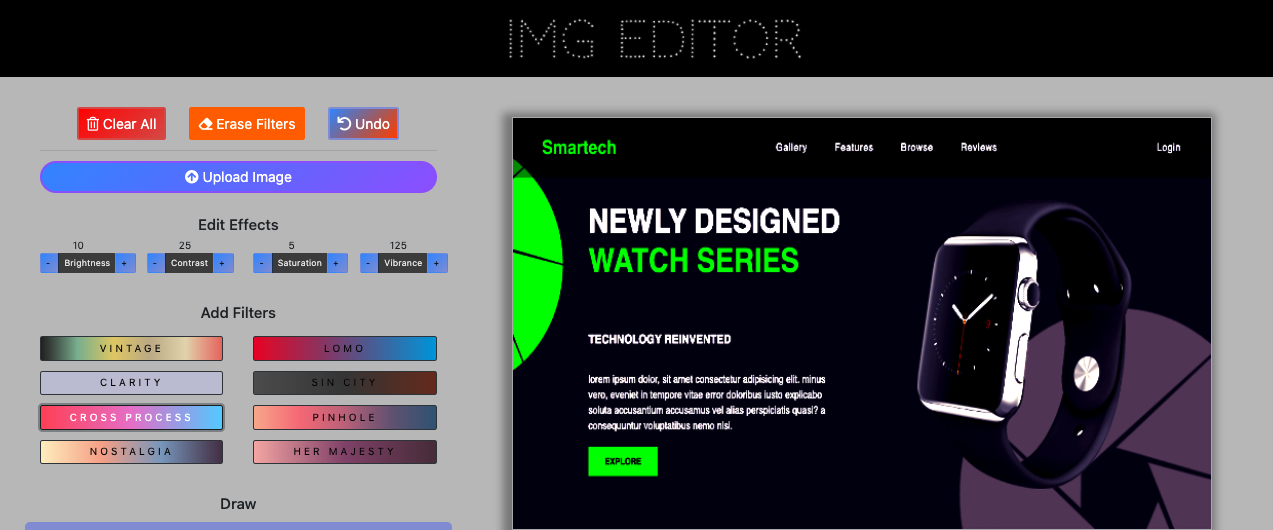 IMG EDITOR
Clear All
Erase Filters
Undo
Upload Image
Edit Effects
10 25 5 125
- Brightness + - Contrast + - Saturation + - Vibrance +
Add Filters
VINTAGE LOMO
CLARITY SIN CITY
CROSS PROCESS PINHOLE
NOSTALGIA HER MAJESTY
Draw
Smartech
Gallery Features Browse Reviews Login
NEWLY DESIGNED
WATCH SERIES
TECHNOLOGY REINVENTED
lorem ipsum dolor, sit amet consectetur adipisicing elit. minus
vero, eveniet in tempore vitae error doloribus iusto explicabo
soluta accusantium accusamus vel alias perspiciatis quasi? a
consequuntur voluptatibus nemo nisi.
EXPLORE